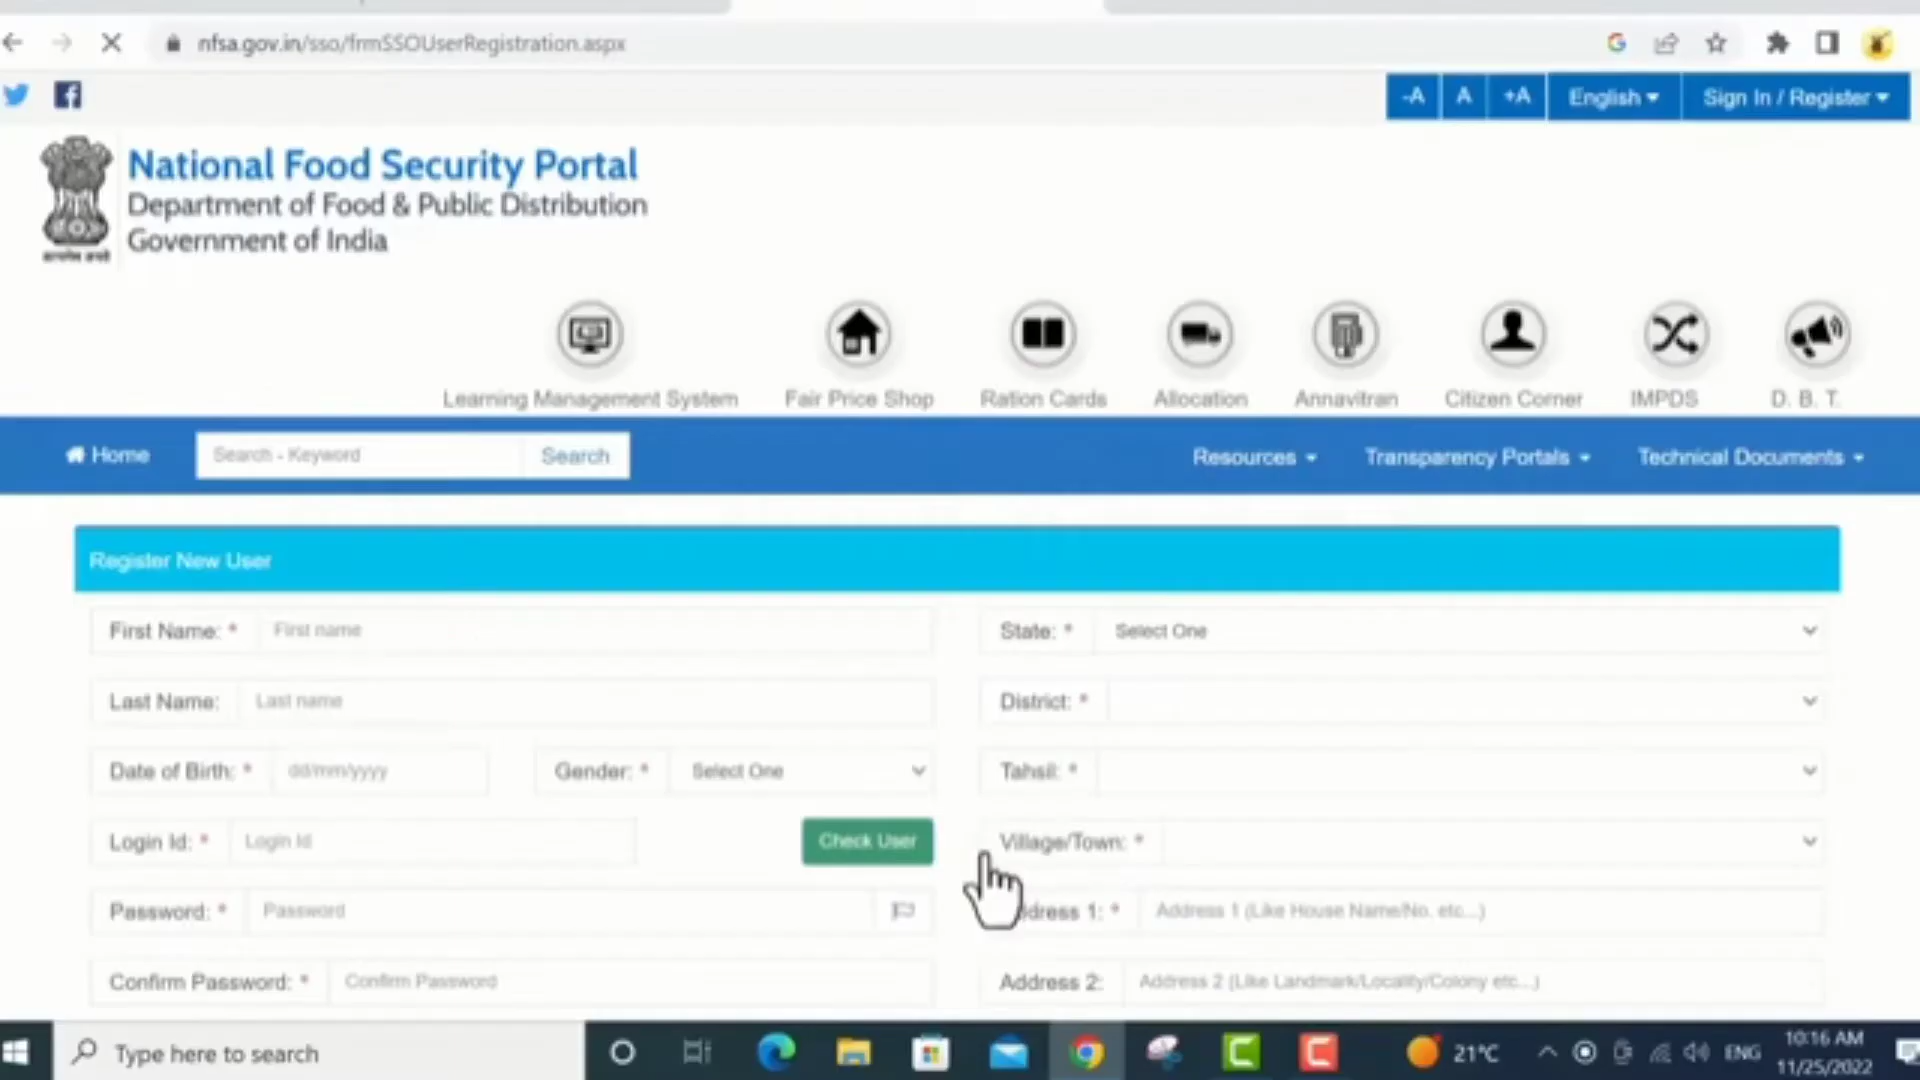 nfsa.gov.in/sso/frmSSOUserRegistration.aspx
-A A +A English Sign In / Register
National Food Security Portal
Department of Food & Public Distribution
Government of India
सत्यमेव जयते
Learning Management System Fair Price Shop Ration Cards Allocation Annavitran Citizen Corner IMPDS D. B. T.
Home Search - Keyword Search Resources Transparency Portals Technical Documents
Register New User
First Name: * First name State: * Select One
Last Name: Last name District: *
Date of Birth: * dd/mm/yyyy Gender: * Select One Tahsil: *
Login Id: * Login Id Check User Village/Town: *
Password: * Password dress 1: * Address 1 (Like House Name/No. etc...)
Confirm Password: * Confirm Password Address 2: Address 2 (Like Landmark/Locality/Colony etc...)
Type here to search 21°C ENG 10:16 AM
11/25/2022